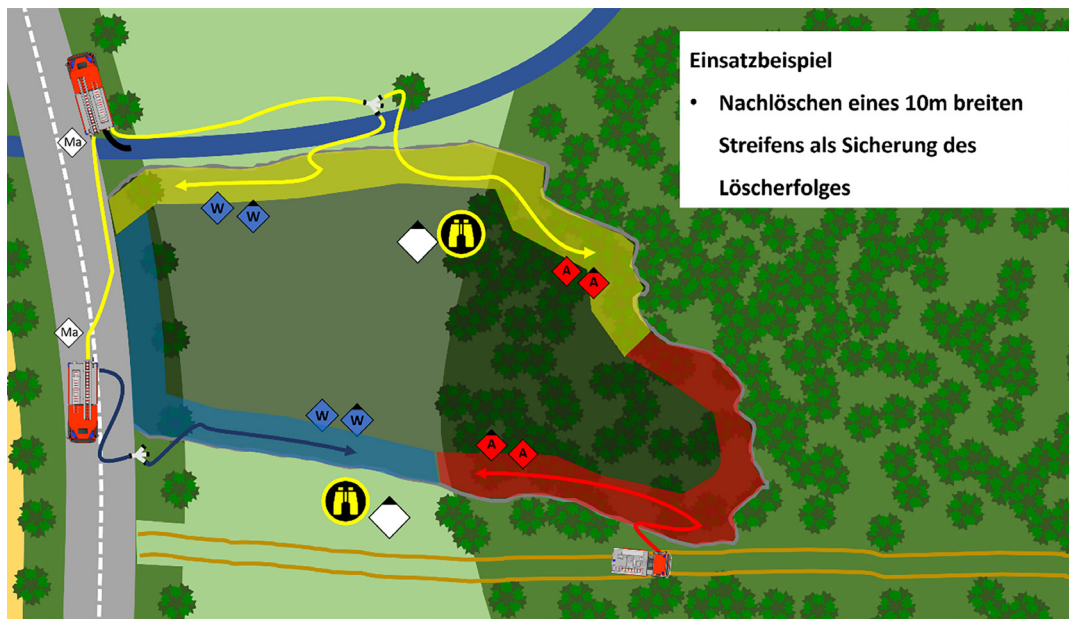 Einsatzbeispiel
• Nachlöschen eines 10m breiten
Streifens als Sicherung des
Löscherfolges
Ma
W
W
A
A
Ma
W
W
A
A